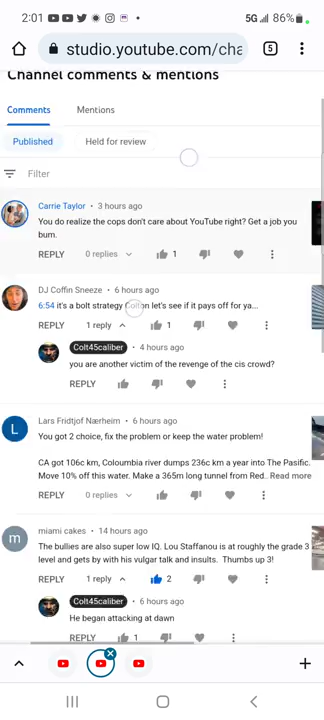 2:01
5G
86%
studio.youtube.com/cha
5
Channel comments & mentions
Comments Mentions
Published Held for review
Filter
Carrie Taylor • 3 hours ago
You do realize the cops don't care about YouTube right? Get a job you
bum.
REPLY 0 replies 1
DJ Coffin Sneeze • 6 hours ago
6:54 it's a bolt strategy Cotton let's see if it pays off for ya...
REPLY 1 reply 1
Colt45caliber • 4 hours ago
you are another victim of the revenge of the cis crowd?
REPLY
L
Lars Fridtjof Nærheim • 6 hours ago
You got 2 choice, fix the problem or keep the water problem!
CA got 106c km, Coloumbia river dumps 236c km a year into The Pasific.
Move 10% off this water. Make a 365m long tunnel from Red.. Read more
REPLY 0 replies
m
miami cakes • 14 hours ago
The bullies are also super low IQ. Lou Staffanou is at roughly the grade 3
level and gets by with his vulgar talk and insults. Thumbs up 3!
REPLY 1 reply 2
Colt45caliber • 6 hours ago
He began attacking at dawn
REPLY 1